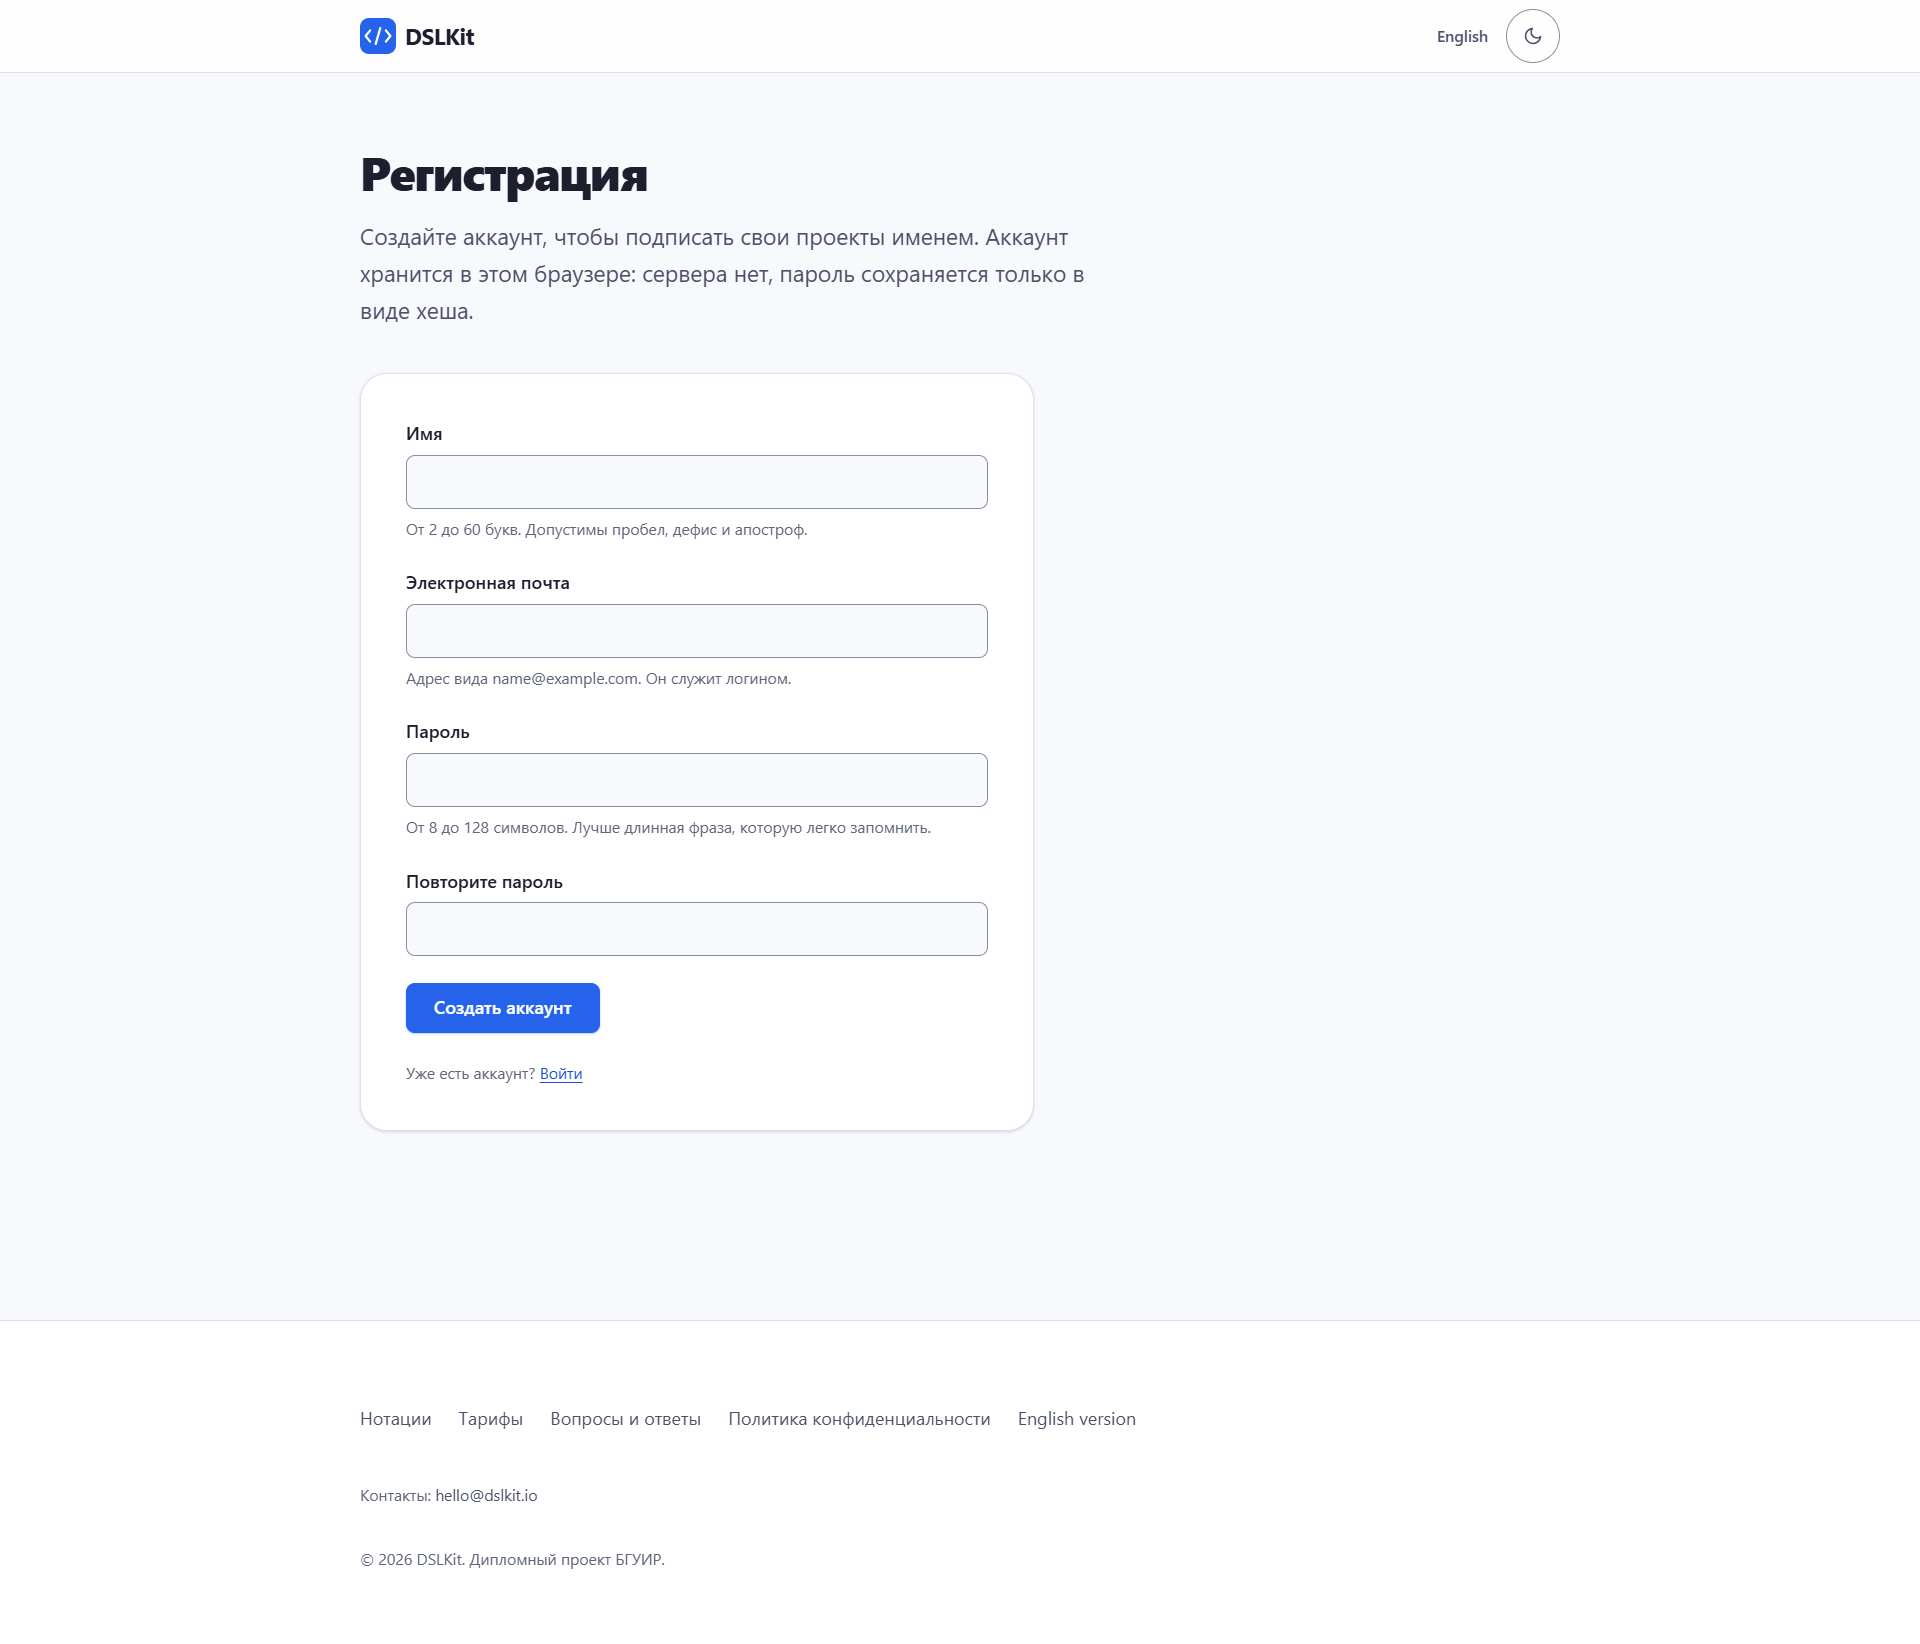 DSLKit
English
Регистрация
Создайте аккаунт, чтобы подписать свои проекты именем. Аккаунт
хранится в этом браузере: сервера нет, пароль сохраняется только в
виде хеша.
Имя
От 2 до 60 букв. Допустимы пробел, дефис и апостроф.
Электронная почта
Адрес вида name@example.com. Он служит логином.
Пароль
От 8 до 128 символов. Лучше длинная фраза, которую легко запомнить.
Повторите пароль
Создать аккаунт
Уже есть аккаунт? Войти
Нотации Тарифы Вопросы и ответы Политика конфиденциальности English version
Контакты: hello@dslkit.io
© 2026 DSLKit. Дипломный проект БГУИР.